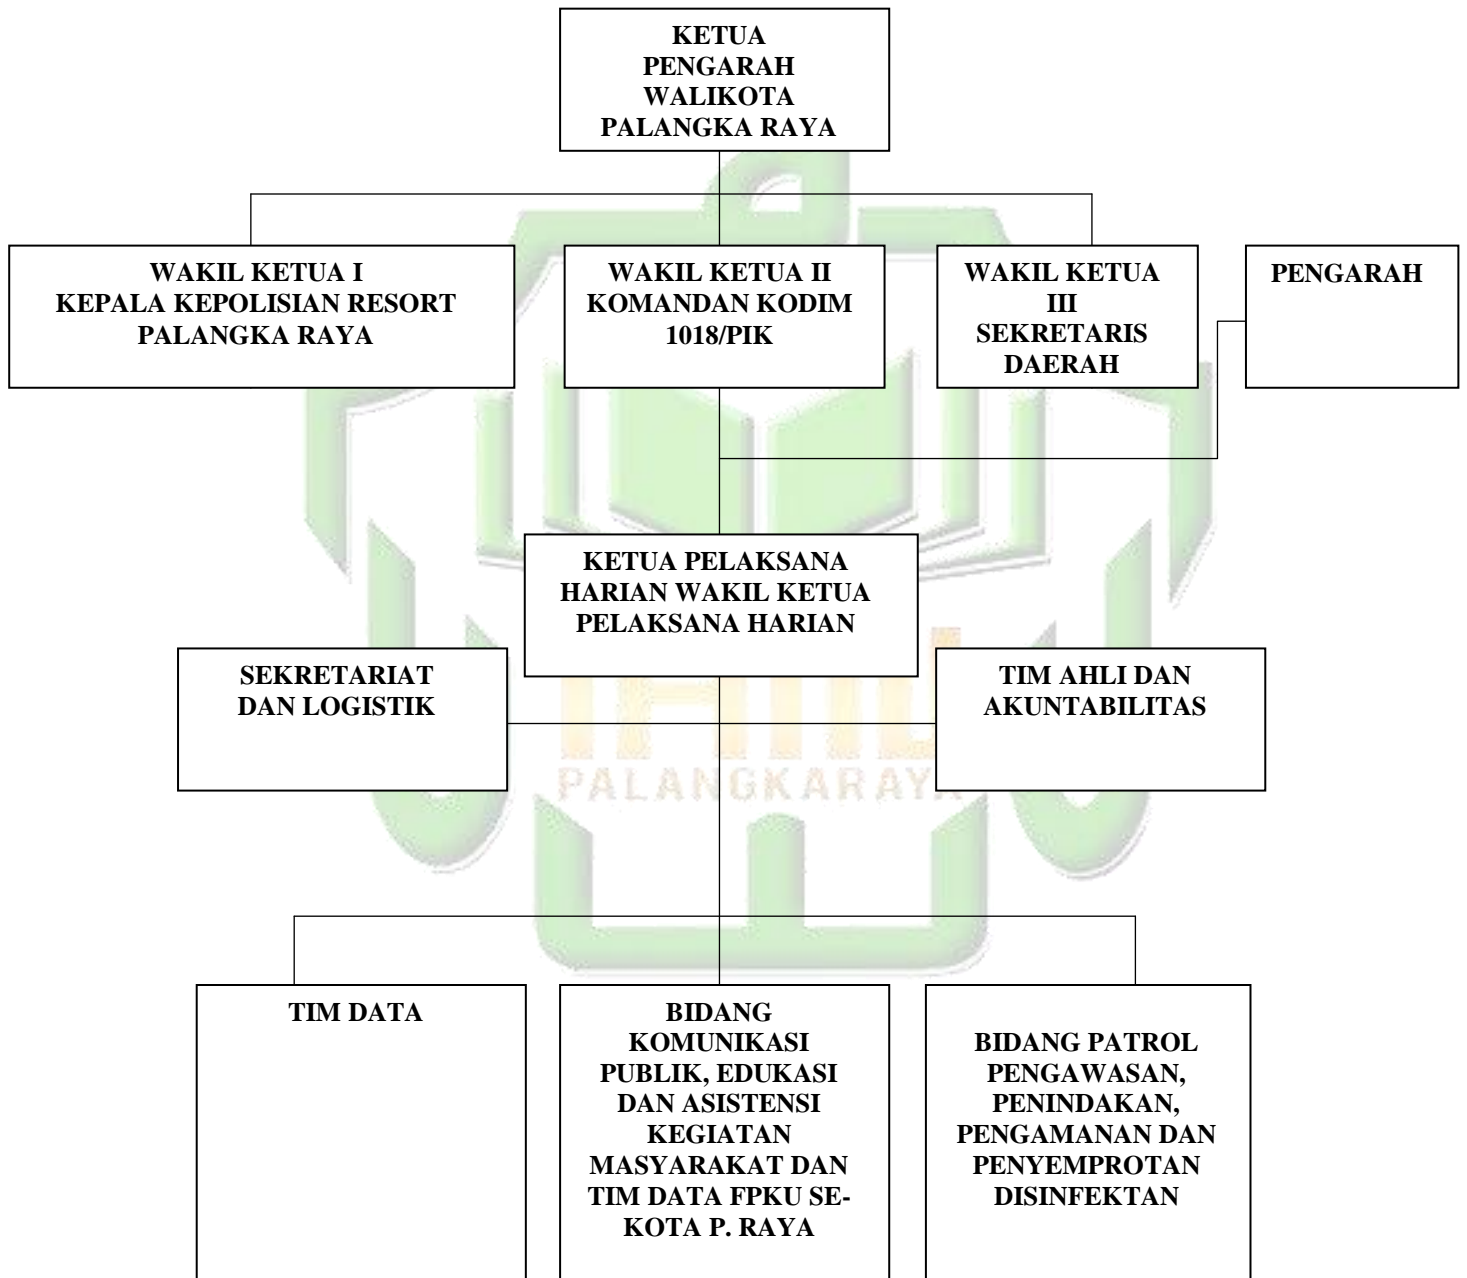 KETUA
PENGARAH
WALIKOTA
PALANGKA RAYA
WAKIL KETUA I
KEPALA KEPOLISIAN RESORT
PALANGKA RAYA
WAKIL KETUA II
KOMANDAN KODIM
1018/PIK
WAKIL KETUA
III
SEKRETARIS
DAERAH
PENGARAH
KETUA PELAKSANA
HARIAN WAKIL KETUA
PELAKSANA HARIAN
SEKRETARIAT
DAN LOGISTIK
TIM AHLI DAN
AKUNTABILITAS
PALANGKARAYA
TIM DATA
BIDANG
KOMUNIKASI
PUBLIK, EDUKASI
DAN ASISTENSI
KEGIATAN
MASYARAKAT DAN
TIM DATA FPKU SE-
KOTA P. RAYA
BIDANG PATROL
PENGAWASAN,
PENINDAKAN,
PENGAMANAN DAN
PENYEMPROTAN
DISINFEKTAN